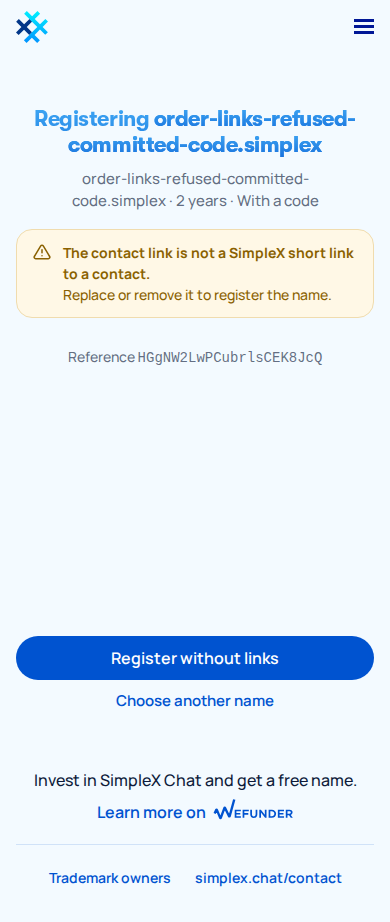 Registering order-links-refused-
committed-code.simplex
order-links-refused-committed-
code.simplex · 2 years · With a code
The contact link is not a SimpleX short link
to a contact.
Replace or remove it to register the name.
Reference HGgNW2LwPCubrlsCEK8JcQ
Register without links
Choose another name
Invest in SimpleX Chat and get a free name.
Learn more on WEFUNDER
Trademark owners simplex.chat/contact